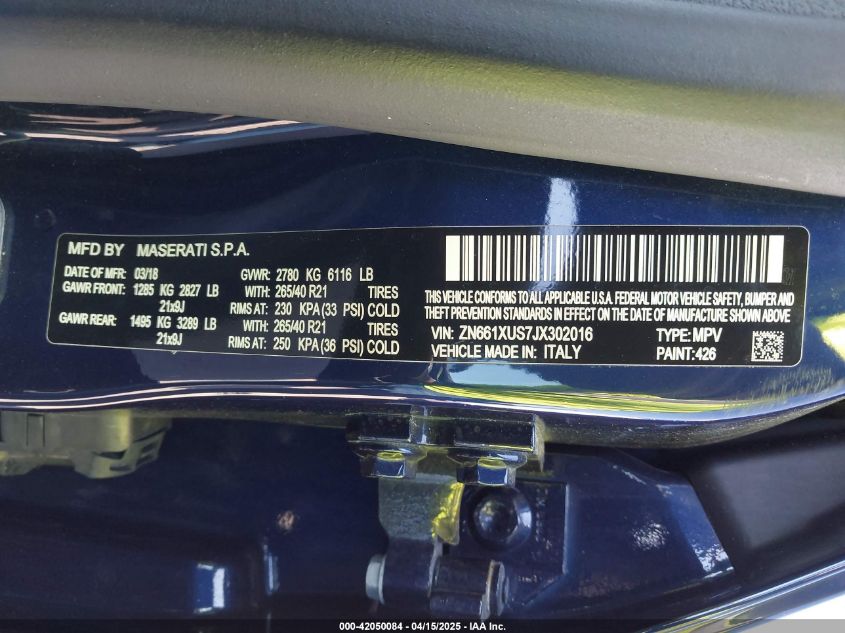 MFD BY MASERATI S.P.A.
DATE OF MFR: 03/18 GVWR: 2780 KG 6116 LB
GAWR FRONT: 1285 KG 2827 LB WITH: 265/40 R21 TIRES
21x9J RIMS AT: 230 KPA (33 PSI) COLD
GAWR REAR: 1495 KG 3289 LB WITH: 265/40 R21 TIRES
21x9J RIMS AT: 250 KPA (36 PSI) COLD
THIS VEHICLE CONFORMS TO ALL APPLICABLE U.S.A. FEDERAL MOTOR VEHICLE SAFETY, BUMPER AND
THEFT PREVENTION STANDARDS IN EFFECT ON THE DATE OF MANUFACTURE SHOWN ABOVE
VIN: ZN661XUS7JX302016 TYPE: MPV
VEHICLE MADE IN: ITALY PAINT: 426
000-42050084 - 04/15/2025 - IAA Inc.